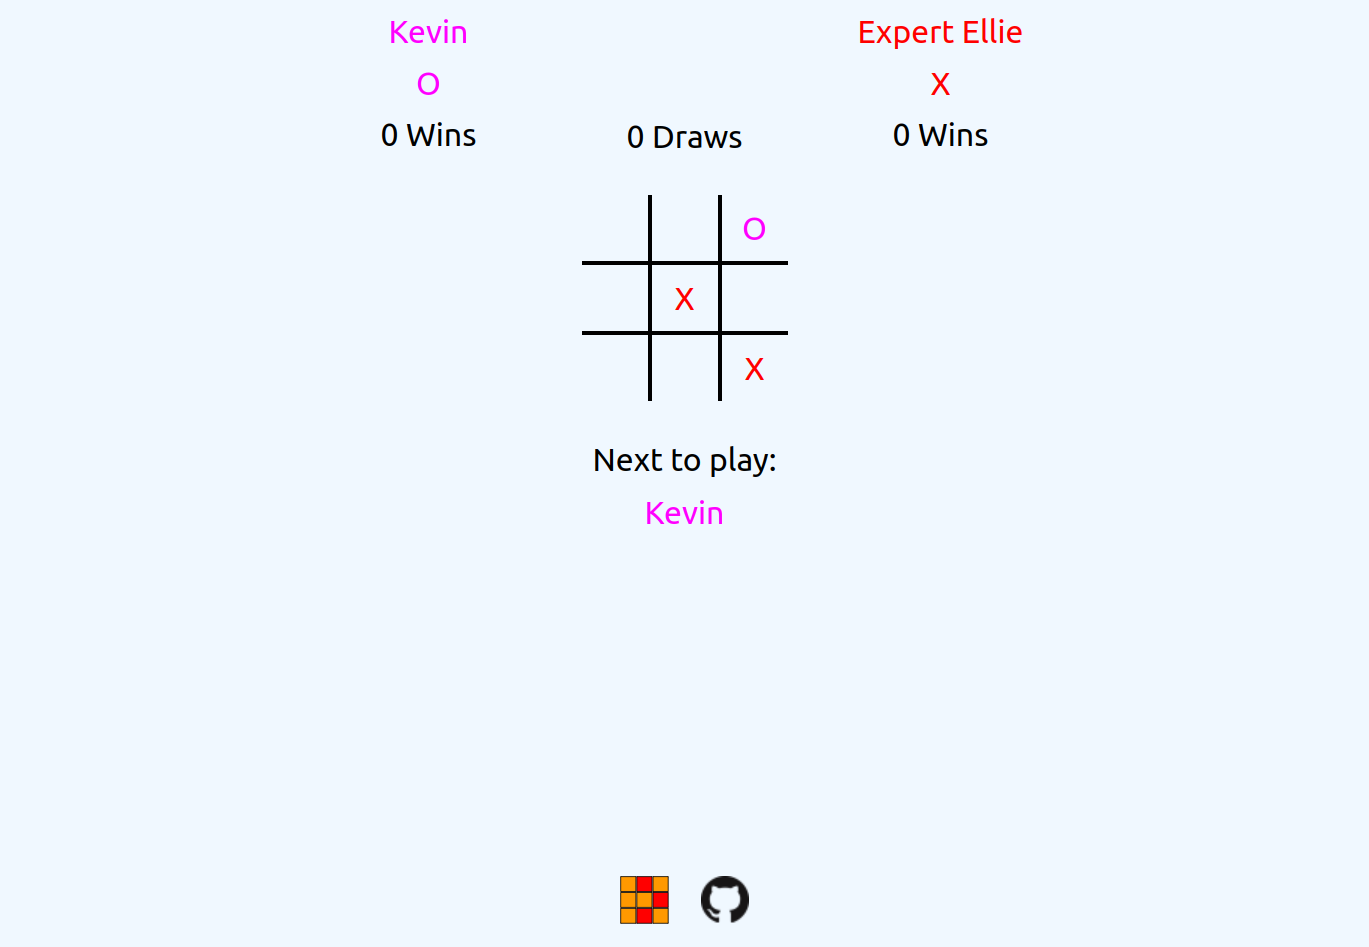 Kevin
O
0 Wins
0 Draws
Expert Ellie
X
0 Wins
O
X
X
Next to play:
Kevin